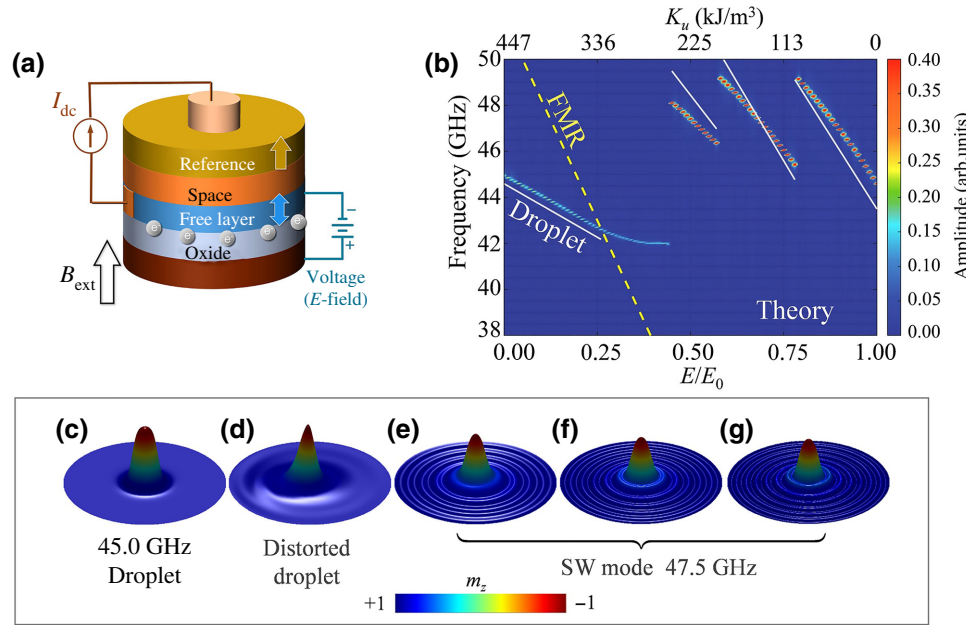 (a)
I_dc
Reference
Space
Free layer
e e e e e
Oxide
B_ext
−
+
Voltage
(E-field)
(b)
K_u (kJ/m³)
447 336 225 113 0
Frequency (GHz)
50
48
46
44
42
40
38
FMR
Droplet
Theory
0.00 0.25 0.50 0.75 1.00
E/E₀
0.40
0.35
0.30
0.25
0.20
0.15
0.10
0.05
0.00
Amplitude (arb units)
(c) (d) (e) (f) (g)
45.0 GHz
Droplet
Distorted
droplet
SW mode 47.5 GHz
m_z
+1 −1